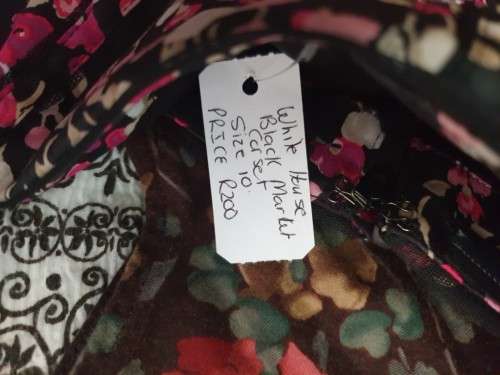 White House
Black Market
Corset
Size 10.
PRICE R200